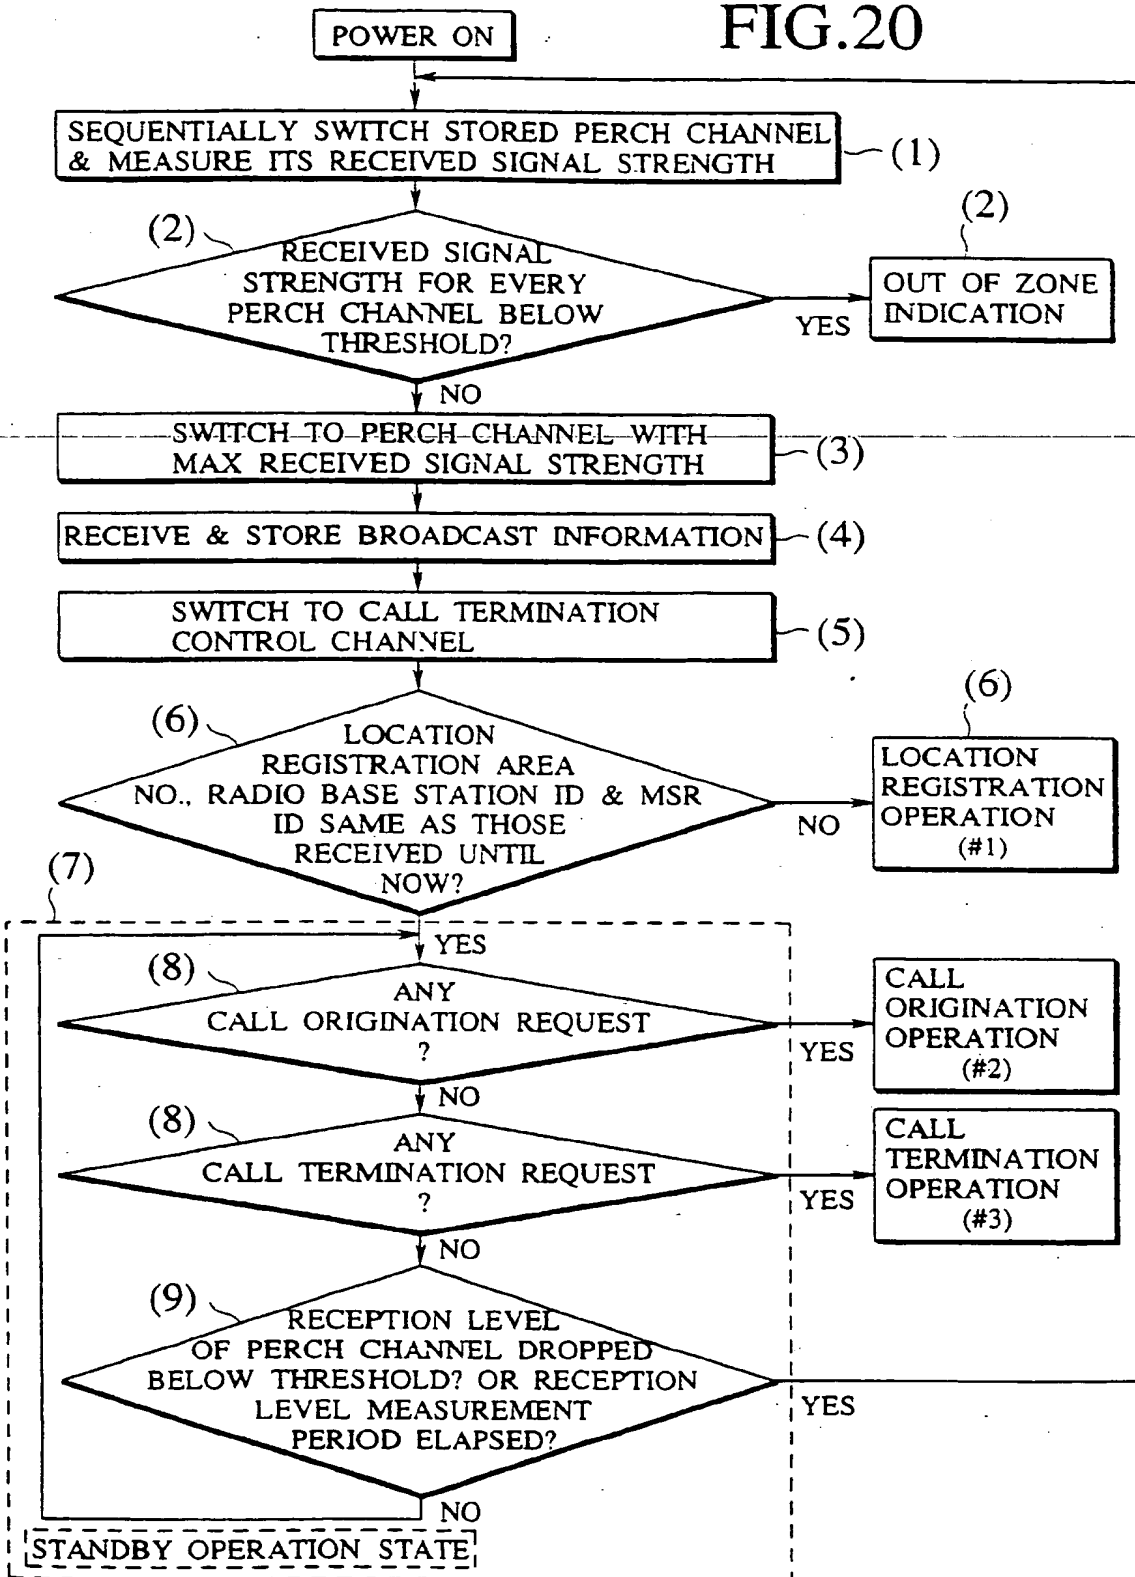 FIG.20
POWER ON
SEQUENTIALLY SWITCH STORED PERCH CHANNEL
& MEASURE ITS RECEIVED SIGNAL STRENGTH
(1)
(2)
RECEIVED SIGNAL
STRENGTH FOR EVERY
PERCH CHANNEL BELOW
THRESHOLD?
YES
(2)
OUT OF ZONE
INDICATION
NO
SWITCH TO PERCH CHANNEL WITH
MAX RECEIVED SIGNAL STRENGTH
(3)
RECEIVE & STORE BROADCAST INFORMATION
(4)
SWITCH TO CALL TERMINATION
CONTROL CHANNEL
(5)
(6)
LOCATION
REGISTRATION AREA
NO., RADIO BASE STATION ID & MSR
ID SAME AS THOSE
RECEIVED UNTIL
NOW?
NO
(6)
LOCATION
REGISTRATION
OPERATION
(#1)
(7)
YES
(8)
ANY
CALL ORIGINATION REQUEST
?
YES
CALL
ORIGINATION
OPERATION
(#2)
NO
(8)
ANY
CALL TERMINATION REQUEST
?
YES
CALL
TERMINATION
OPERATION
(#3)
NO
(9)
RECEPTION LEVEL
OF PERCH CHANNEL DROPPED
BELOW THRESHOLD? OR RECEPTION
LEVEL MEASUREMENT
PERIOD ELAPSED?
YES
NO
STANDBY OPERATION STATE